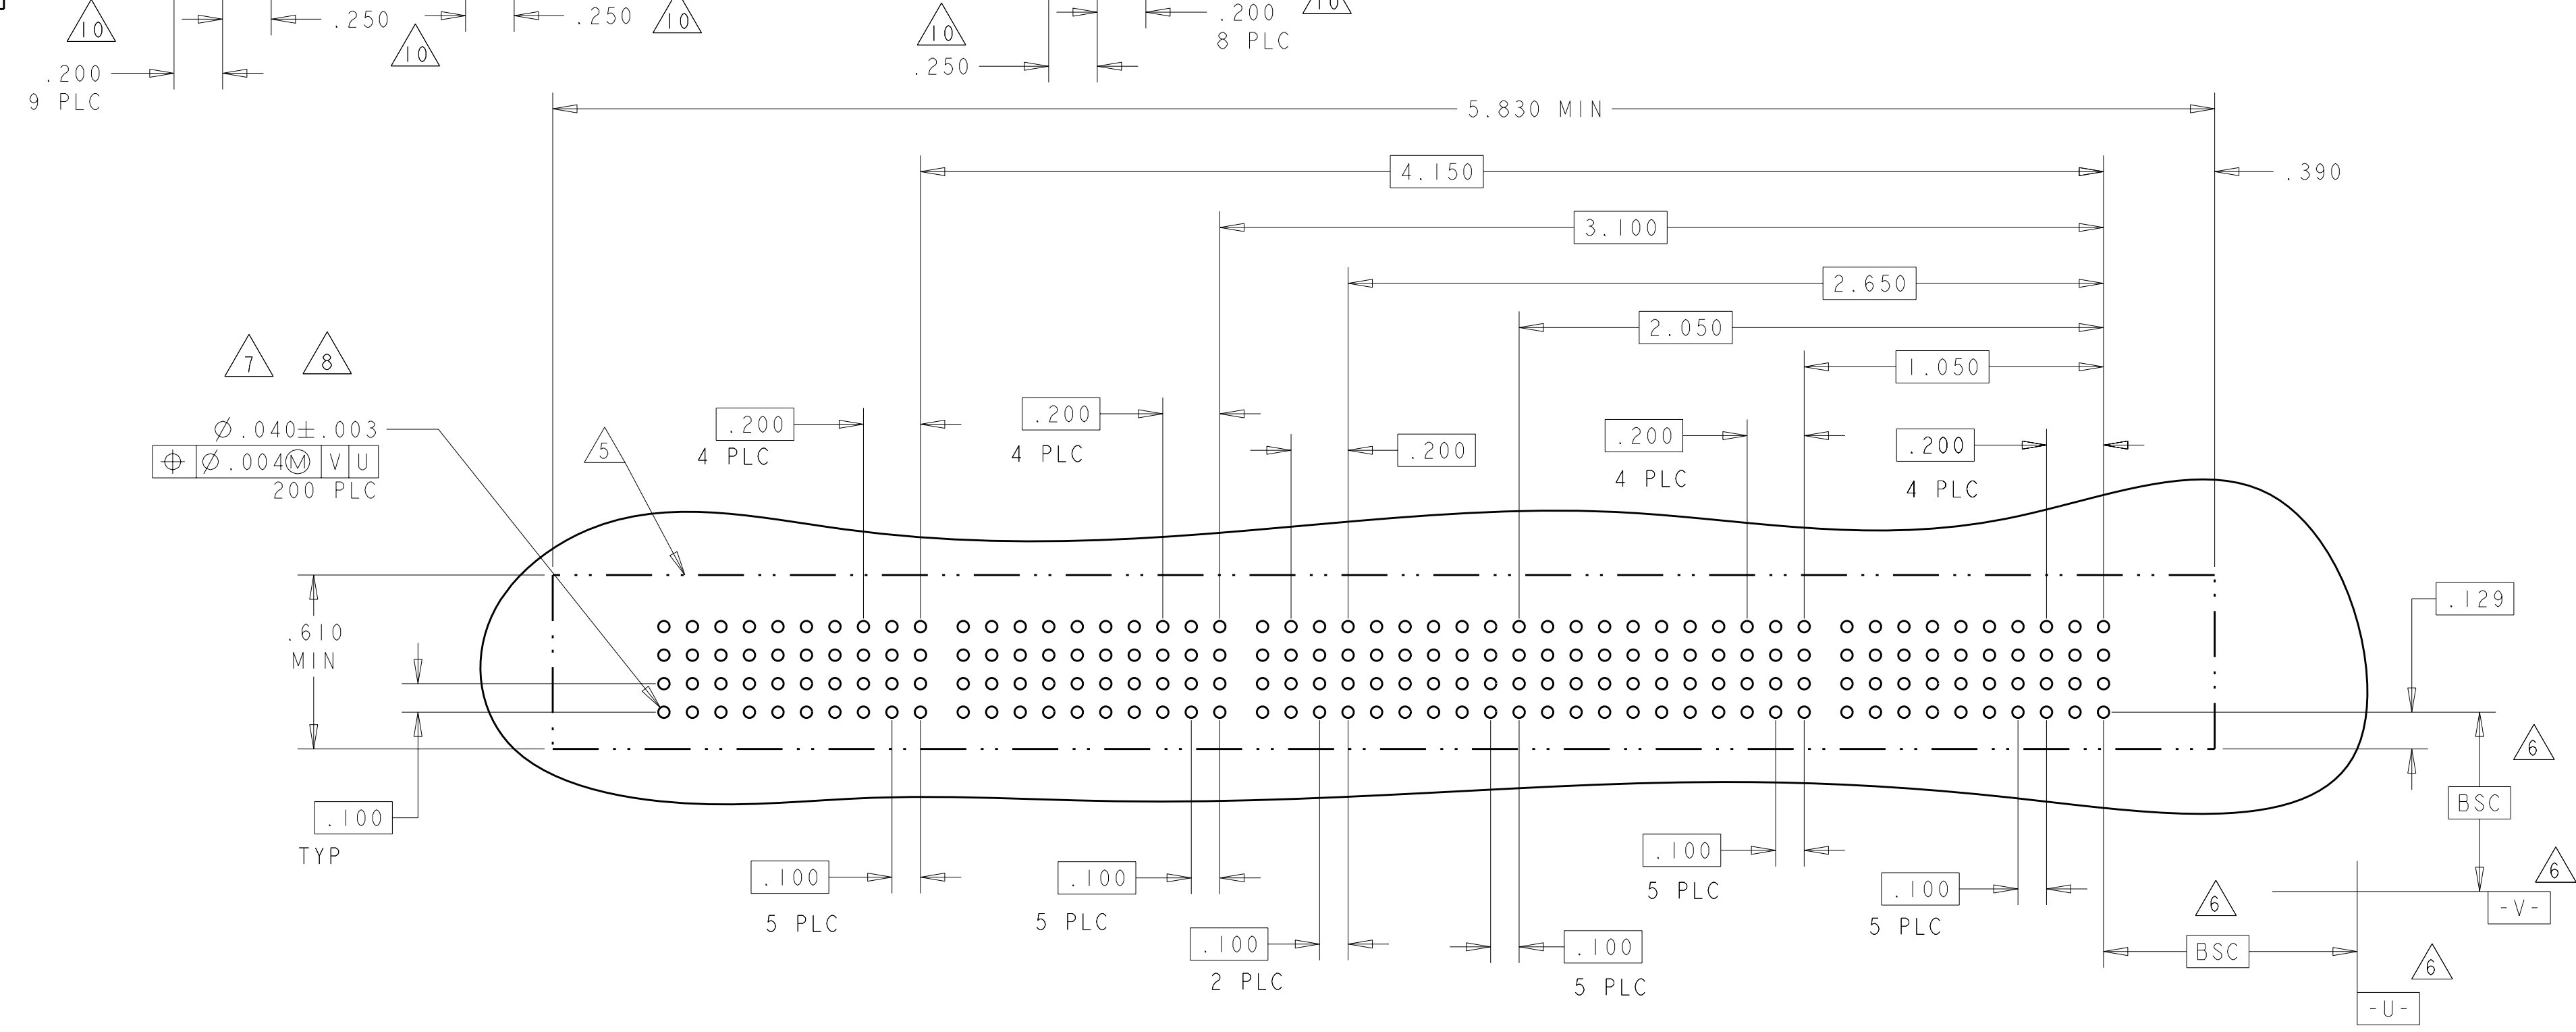 10
.250
10
.250
10
.200
9 PLC
10
.250
.200
8 PLC
10
5.830 MIN
4.150
.390
3.100
2.650
2.050
1.050
7
8
⌀.040±.003
⌖ ⌀.004Ⓜ V U
200 PLC
5
.200
4 PLC
.200
4 PLC
.200
.200
4 PLC
.200
4 PLC
.610
MIN
.100
TYP
.129
6
BSC
6
-V-
6
BSC
6
-U-
.100
5 PLC
.100
5 PLC
.100
2 PLC
.100
5 PLC
.100
5 PLC
.100
5 PLC